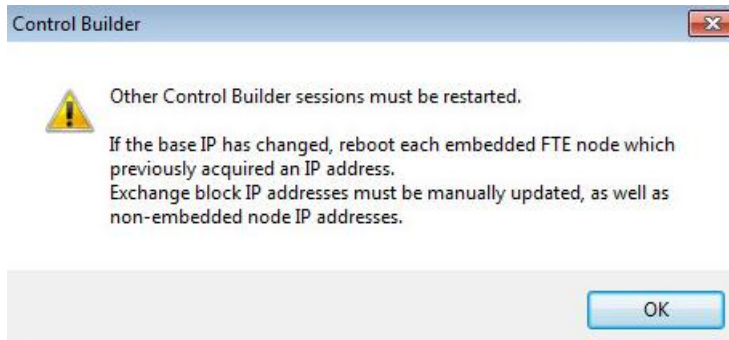 Control Builder
Other Control Builder sessions must be restarted.
If the base IP has changed, reboot each embedded FTE node which
previously acquired an IP address.
Exchange block IP addresses must be manually updated, as well as
non-embedded node IP addresses.
OK